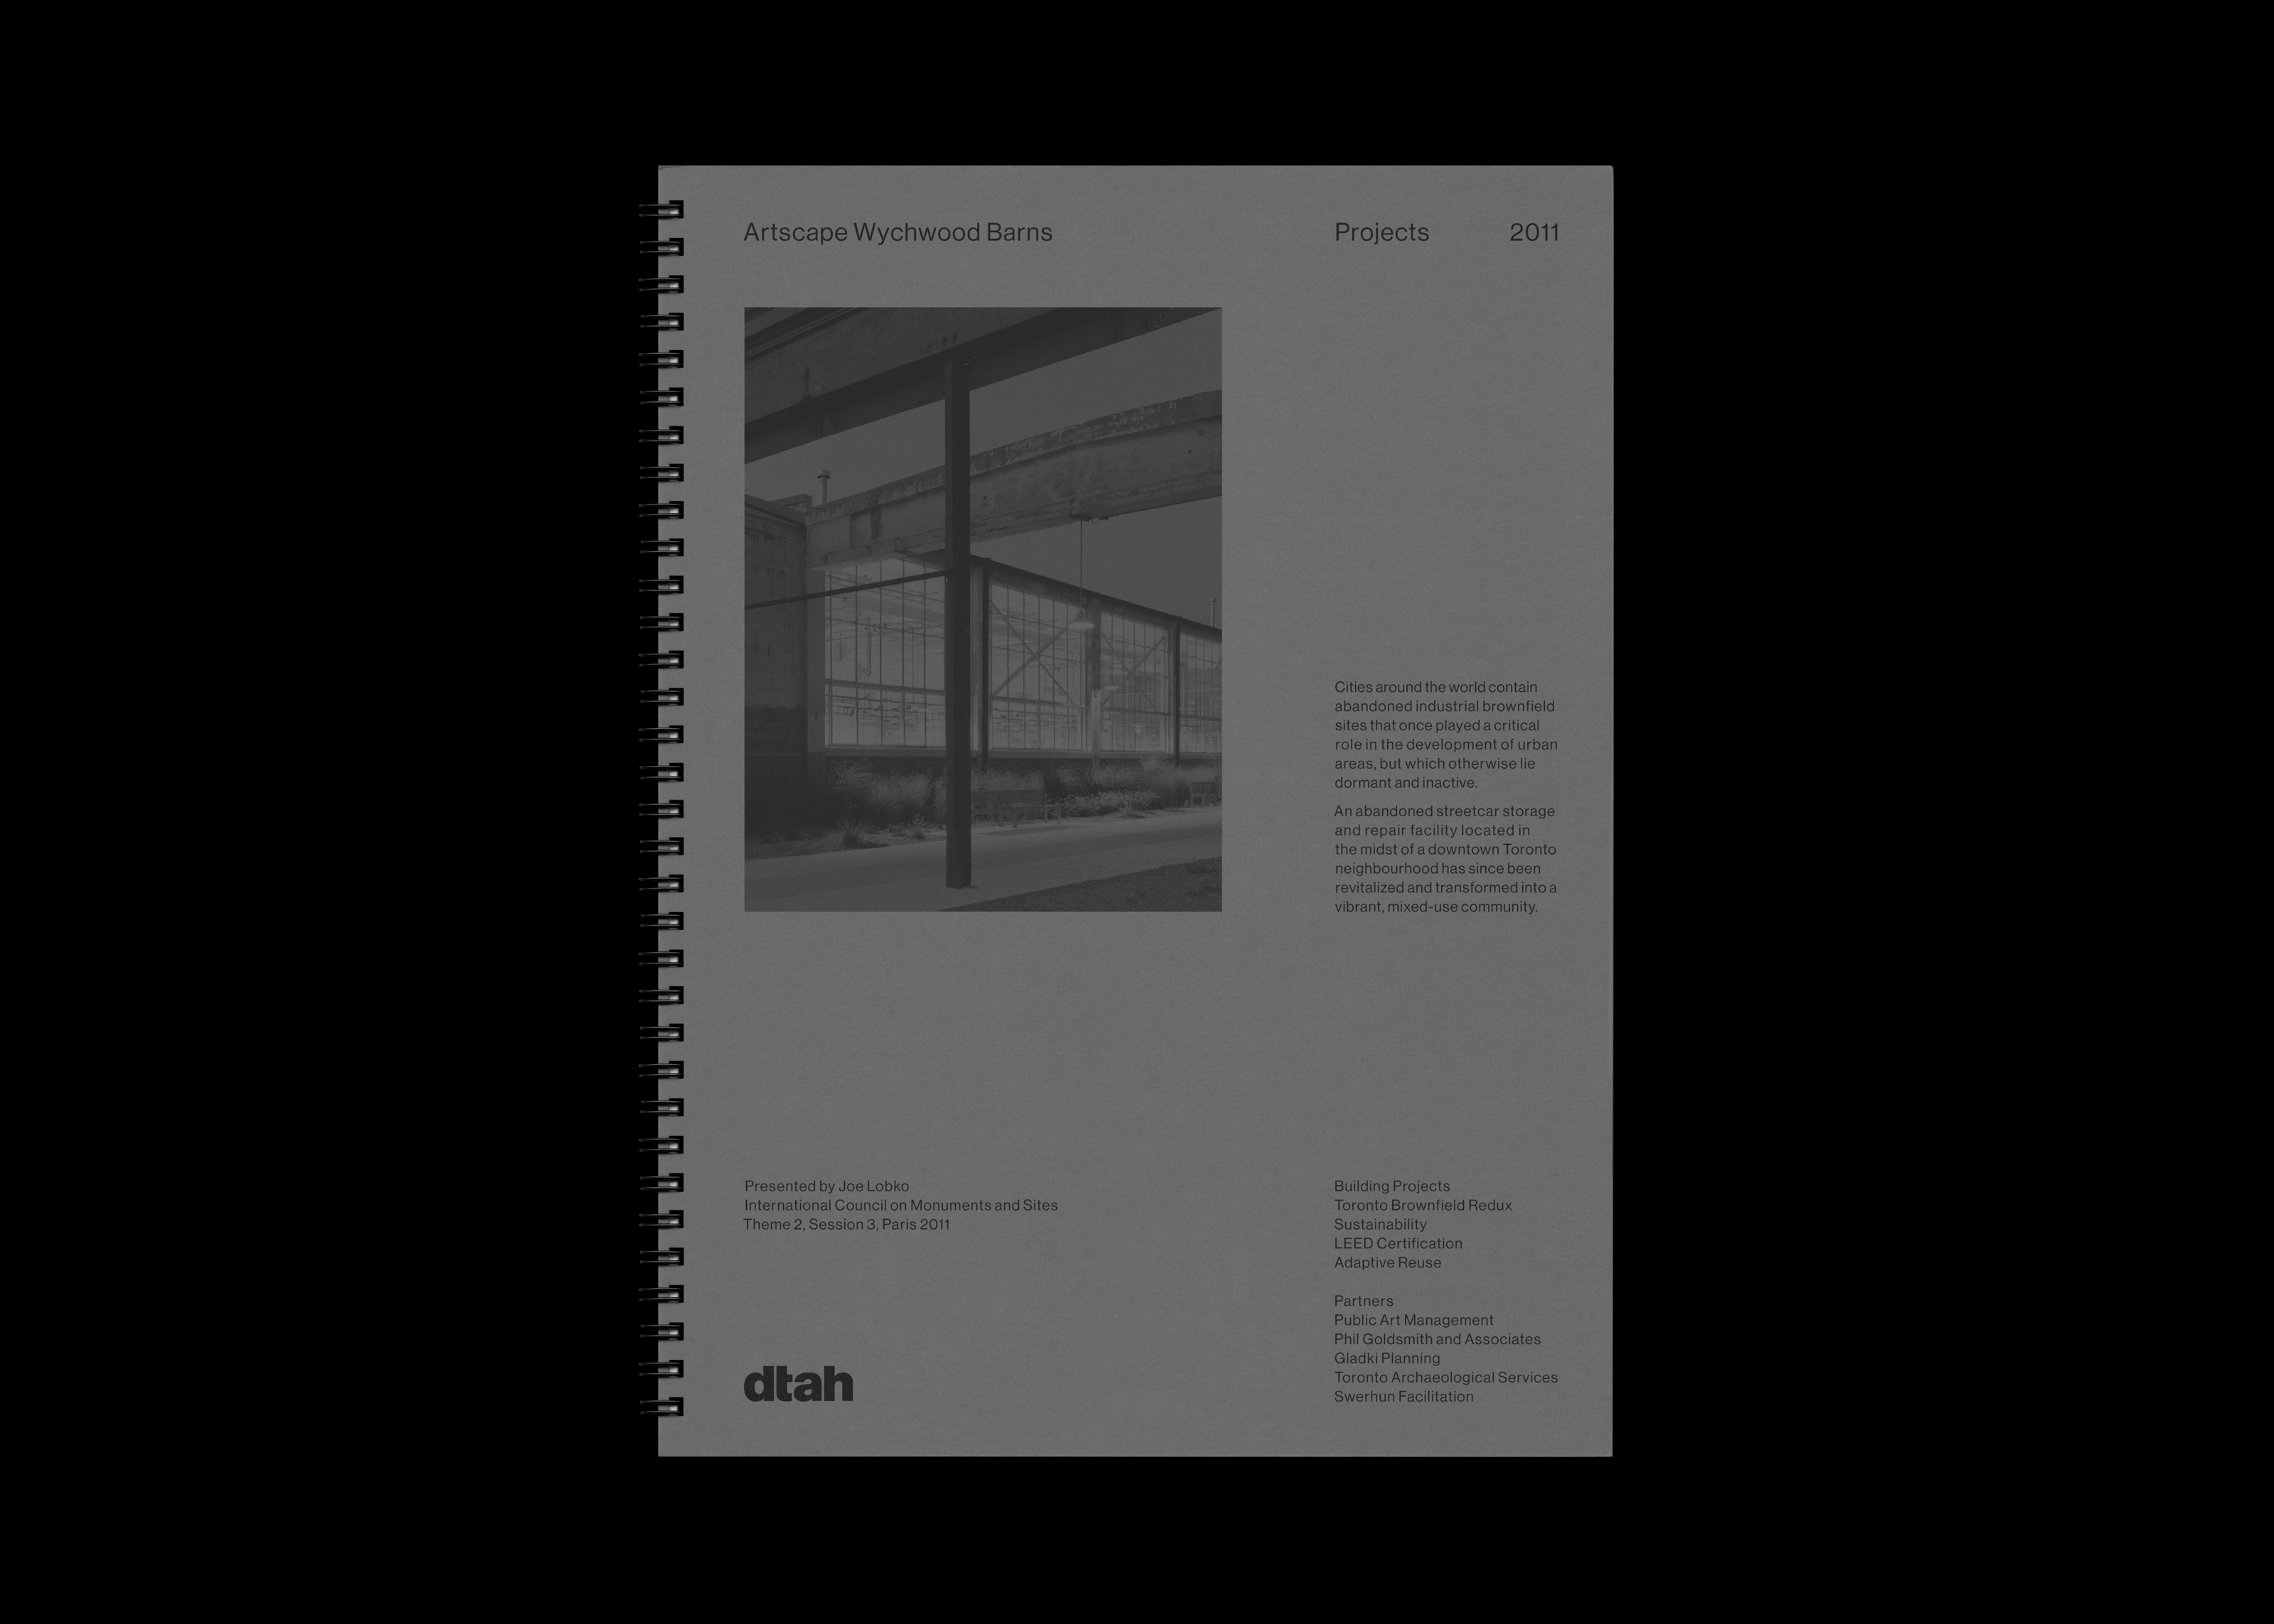 Artscape Wychwood Barns
Projects 2011
Cities around the world contain
abandoned industrial brownfield
sites that once played a critical
role in the development of urban
areas, but which otherwise lie
dormant and inactive.
An abandoned streetcar storage
and repair facility located in
the midst of a downtown Toronto
neighbourhood has since been
revitalized and transformed into a
vibrant, mixed-use community.
Presented by Joe Lobko
International Council on Monuments and Sites
Theme 2, Session 3, Paris 2011
Building Projects
Toronto Brownfield Redux
Sustainability
LEED Certification
Adaptive Reuse
Partners
Public Art Management
Phil Goldsmith and Associates
Gladki Planning
Toronto Archaeological Services
Swerhun Facilitation
dtah